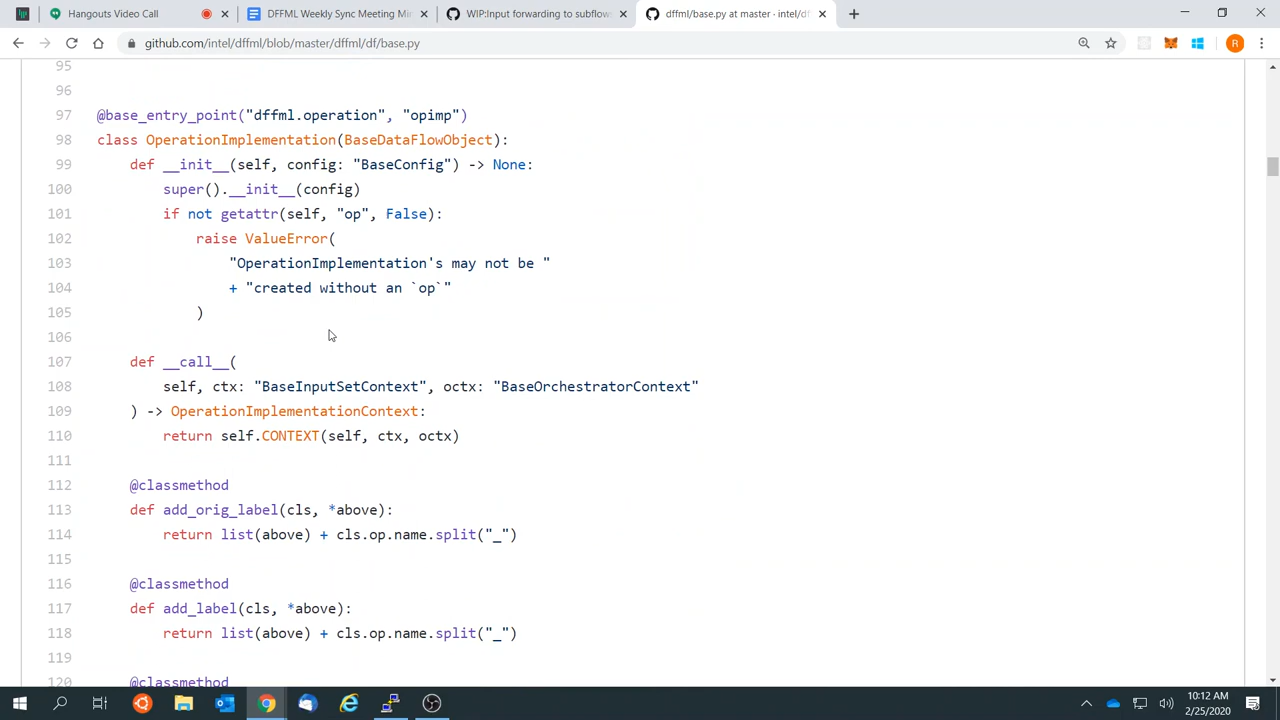 Hangouts Video Call
DFFML Weekly Sync Meeting Min
WIP:Input forwarding to subflows
dffml/base.py at master · intel/df
github.com/intel/dffml/blob/master/dffml/df/base.py
R
95
96
97 @base_entry_point("dffml.operation", "opimp")
98 class OperationImplementation(BaseDataFlowObject):
99 def __init__(self, config: "BaseConfig") -> None:
100 super().__init__(config)
101 if not getattr(self, "op", False):
102 raise ValueError(
103 "OperationImplementation's may not be "
104 + "created without an `op`"
105 )
106
107 def __call__(
108 self, ctx: "BaseInputSetContext", octx: "BaseOrchestratorContext"
109 ) -> OperationImplementationContext:
110 return self.CONTEXT(self, ctx, octx)
111
112 @classmethod
113 def add_orig_label(cls, *above):
114 return list(above) + cls.op.name.split("_")
115
116 @classmethod
117 def add_label(cls, *above):
118 return list(above) + cls.op.name.split("_")
119
120 @classmethod
10:12 AM
2/25/2020